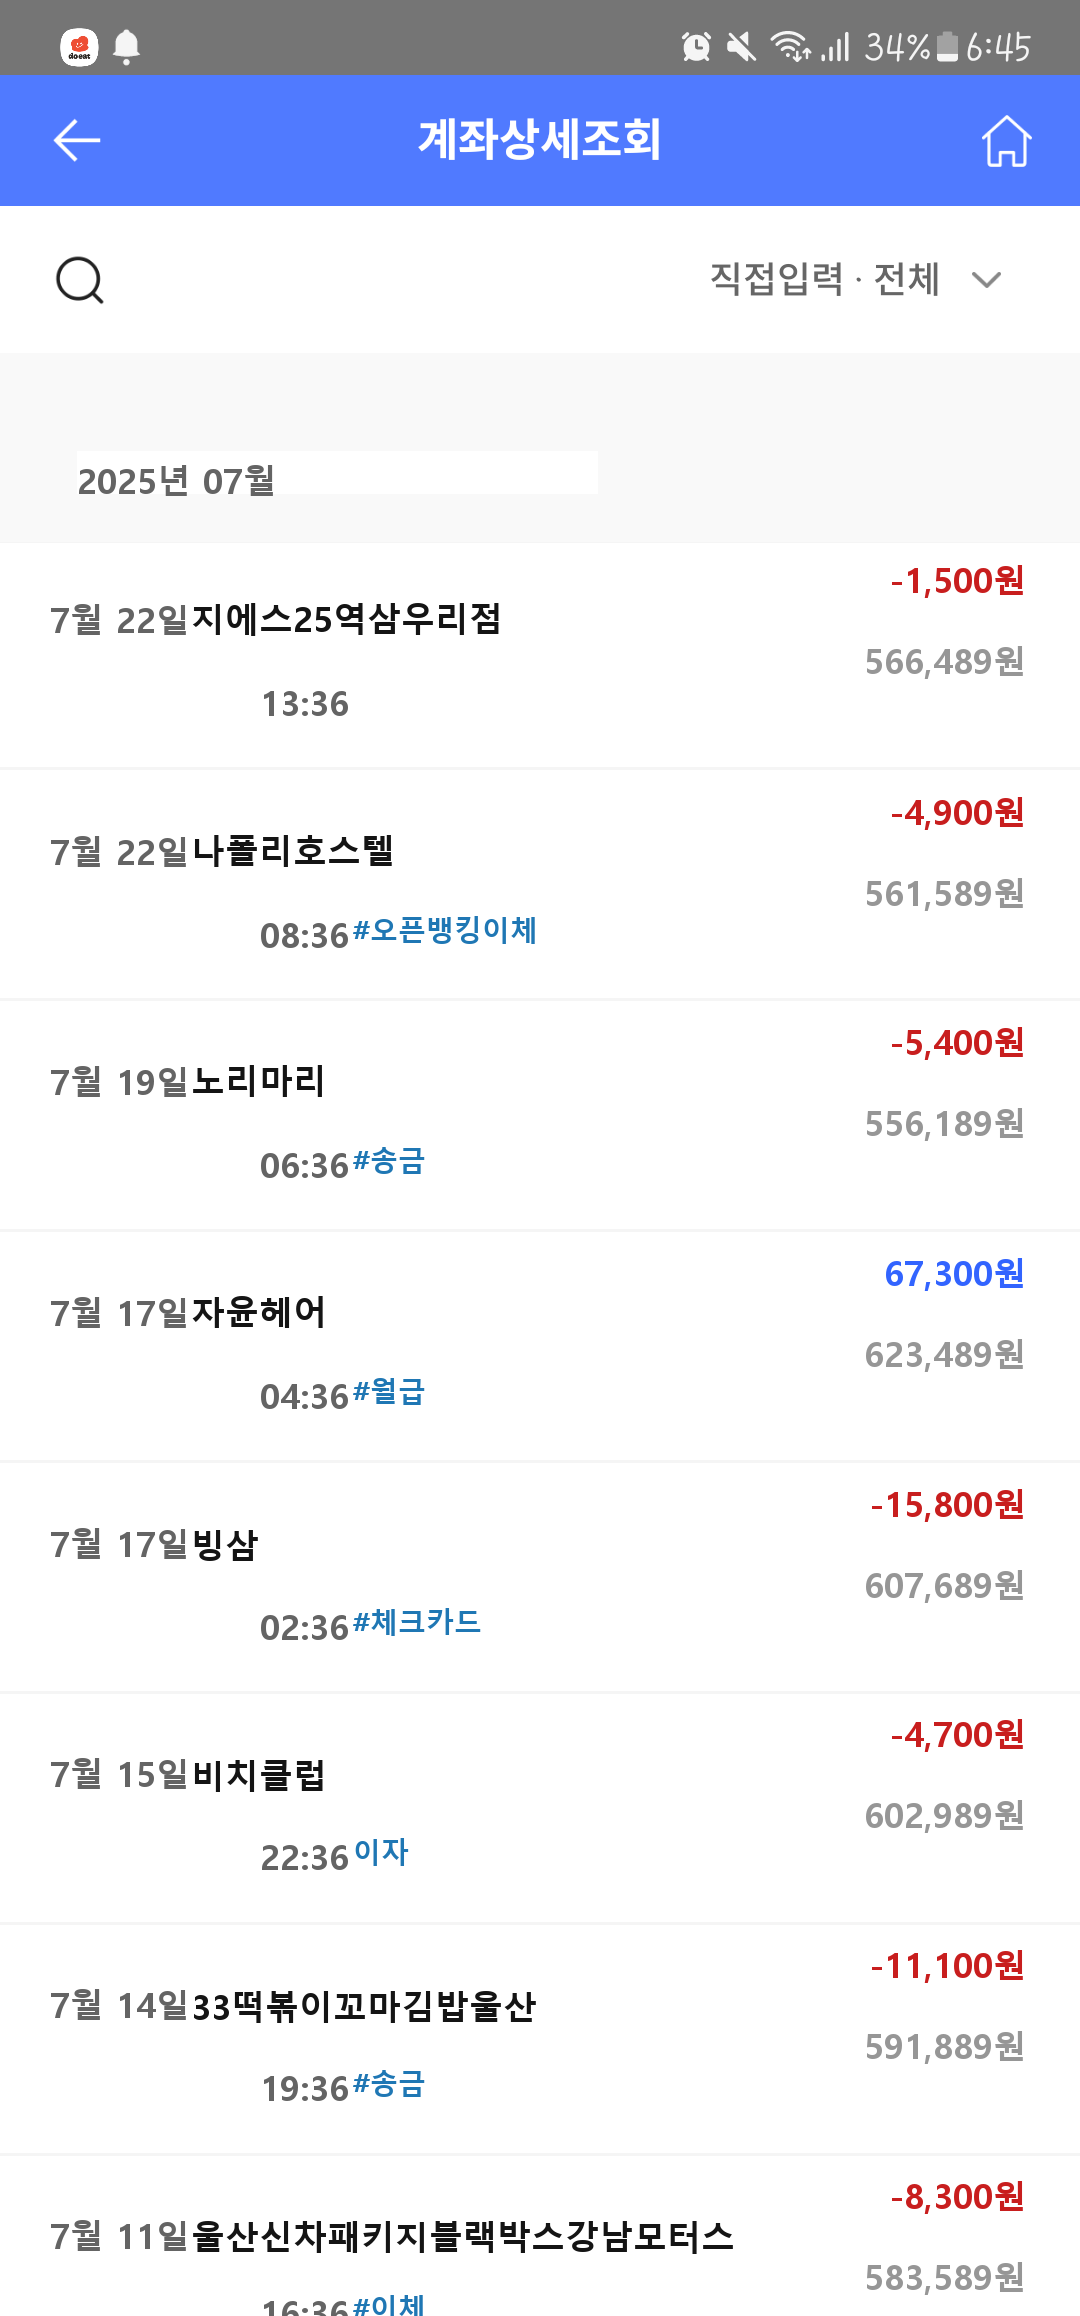 doeat
34% 6:45
계좌상세조회
직접입력 · 전체
2025년 07월
-1,500원
7월 22일 지에스25역삼우리점
566,489원
13:36
-4,900원
7월 22일 나폴리호스텔
561,589원
08:36 #오픈뱅킹이체
-5,400원
7월 19일 노리마리
556,189원
06:36 #송금
67,300원
7월 17일 자윤헤어
623,489원
04:36 #월급
-15,800원
7월 17일 빙삼
607,689원
02:36 #체크카드
-4,700원
7월 15일 비치클럽
602,989원
22:36 이자
-11,100원
7월 14일 33떡볶이꼬마김밥울산
591,889원
19:36 #송금
-8,300원
7월 11일 울산신차패키지블랙박스강남모터스
583,589원
16:36 #이체